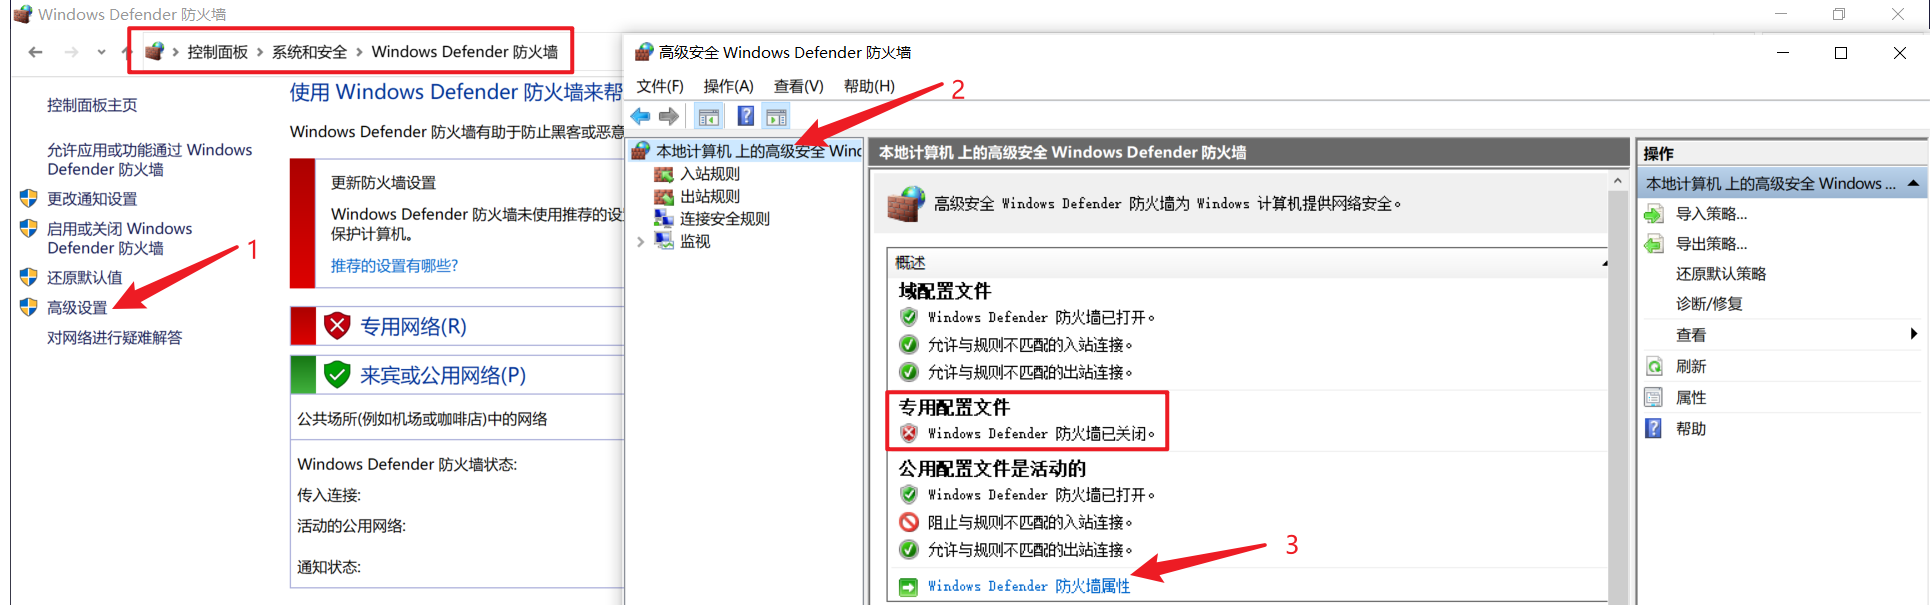 Windows Defender 防火墙
控制面板 系统和安全 Windows Defender 防火墙
控制面板主页
允许应用或功能通过 Windows
Defender 防火墙
更改通知设置
启用或关闭 Windows
Defender 防火墙
还原默认值
高级设置
对网络进行疑难解答
1
使用 Windows Defender 防火墙来帮
Windows Defender 防火墙有助于防止黑客或恶意
更新防火墙设置
Windows Defender 防火墙未使用推荐的设
保护计算机。
推荐的设置有哪些?
专用网络(R)
来宾或公用网络(P)
公共场所(例如机场或咖啡店)中的网络
Windows Defender 防火墙状态:
传入连接:
活动的公用网络:
通知状态:
高级安全 Windows Defender 防火墙
文件(F) 操作(A) 查看(V) 帮助(H)
2
本地计算机 上的高级安全 Winc
入站规则
出站规则
连接安全规则
监视
本地计算机 上的高级安全 Windows Defender 防火墙
高级安全 Windows Defender 防火墙为 Windows 计算机提供网络安全。
概述
域配置文件
Windows Defender 防火墙已打开。
允许与规则不匹配的入站连接。
允许与规则不匹配的出站连接。
专用配置文件
Windows Defender 防火墙已关闭。
公用配置文件是活动的
Windows Defender 防火墙已打开。
阻止与规则不匹配的入站连接。
允许与规则不匹配的出站连接。
3
Windows Defender 防火墙属性
操作
本地计算机 上的高级安全 Windows ...
导入策略...
导出策略...
还原默认策略
诊断/修复
查看
刷新
属性
帮助